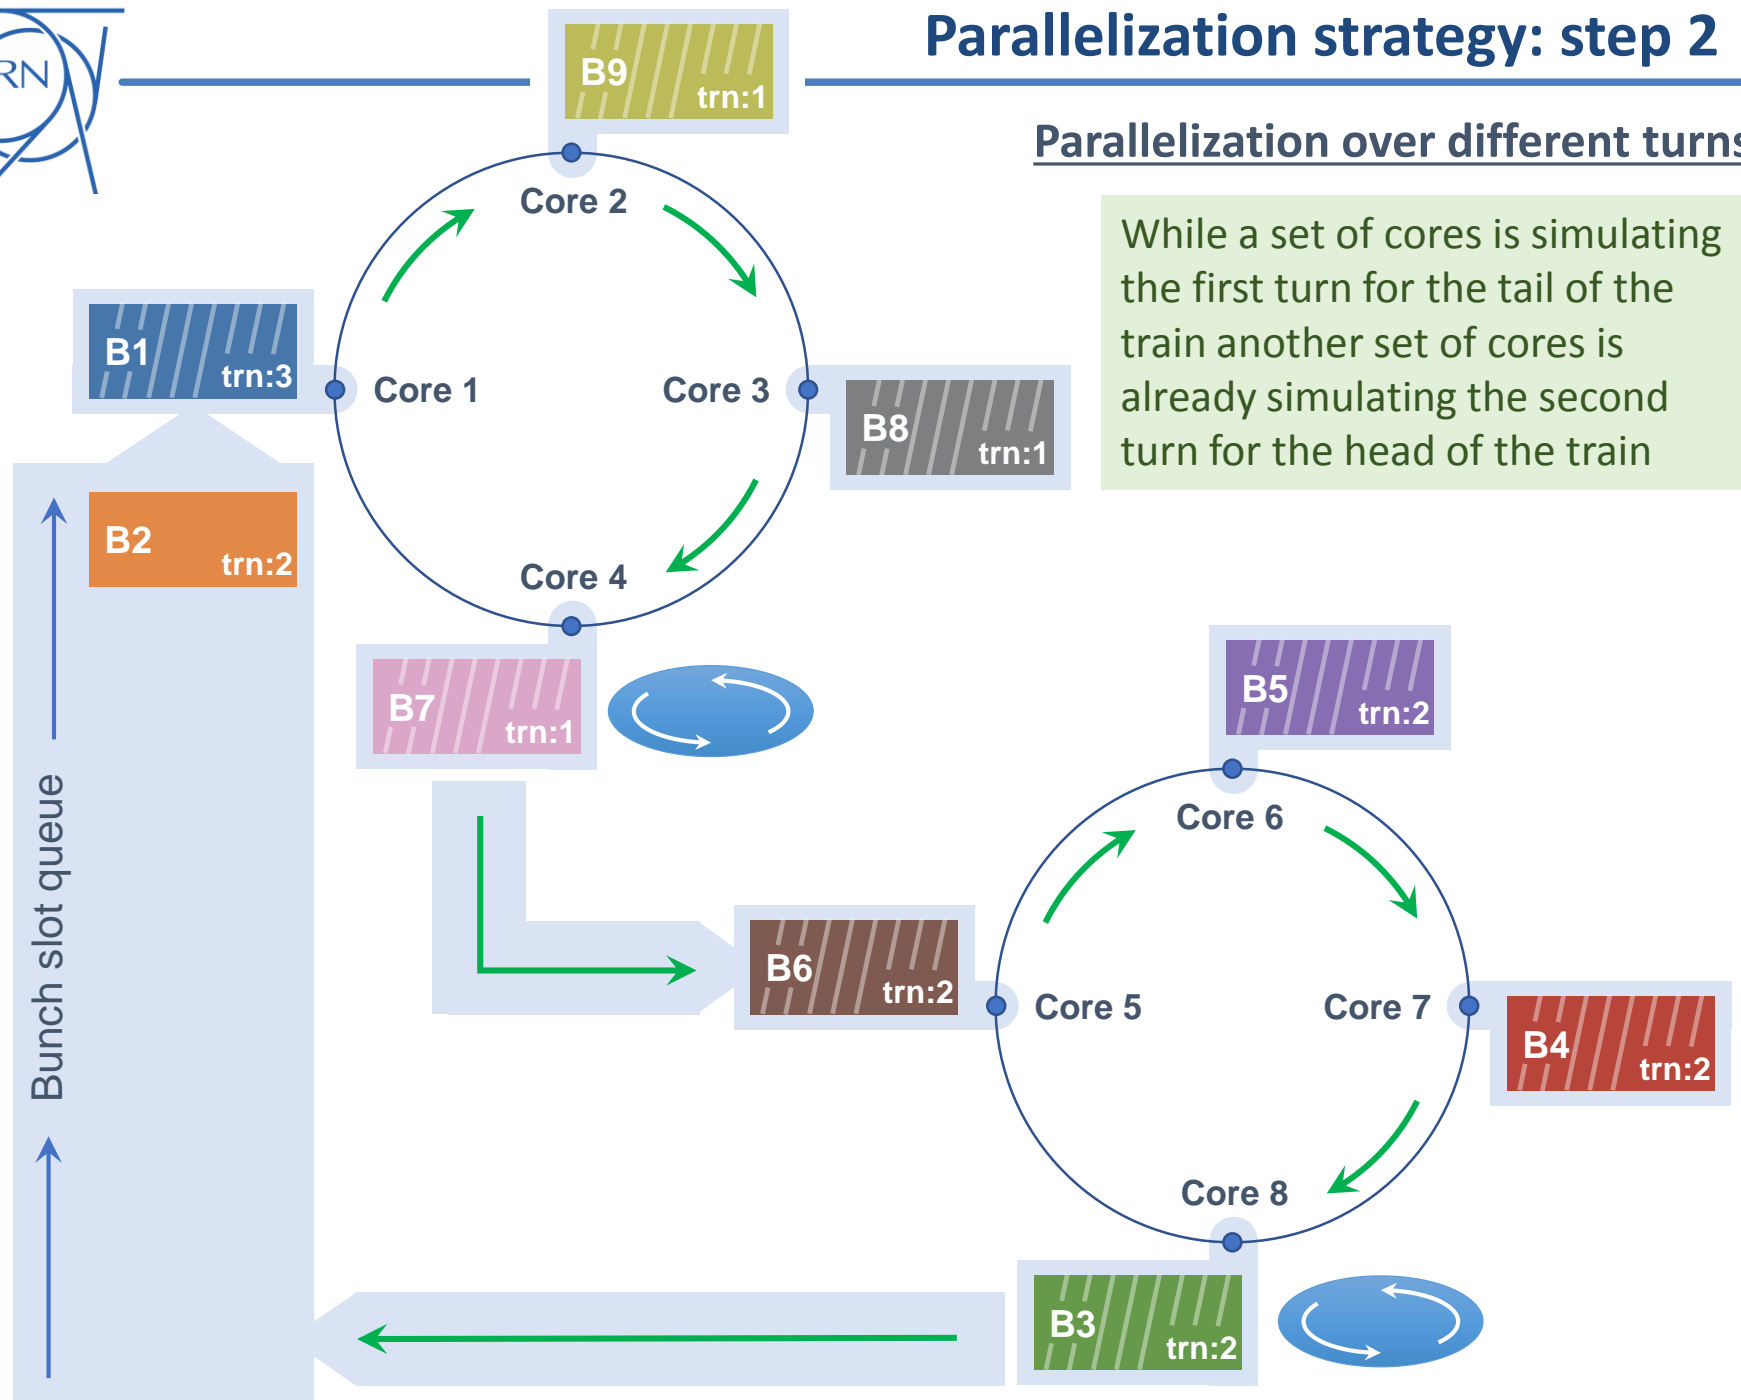 RN
Parallelization strategy: step 2
Parallelization over different turns
While a set of cores is simulating
the first turn for the tail of the
train another set of cores is
already simulating the second
turn for the head of the train
B9
trn:1
Core 2
B1
trn:3
Core 1
Core 3
B8
trn:1
B2
trn:2
Core 4
B7
trn:1
Bunch slot queue
B5
trn:2
Core 6
B6
trn:2
Core 5
Core 7
B4
trn:2
Core 8
B3
trn:2